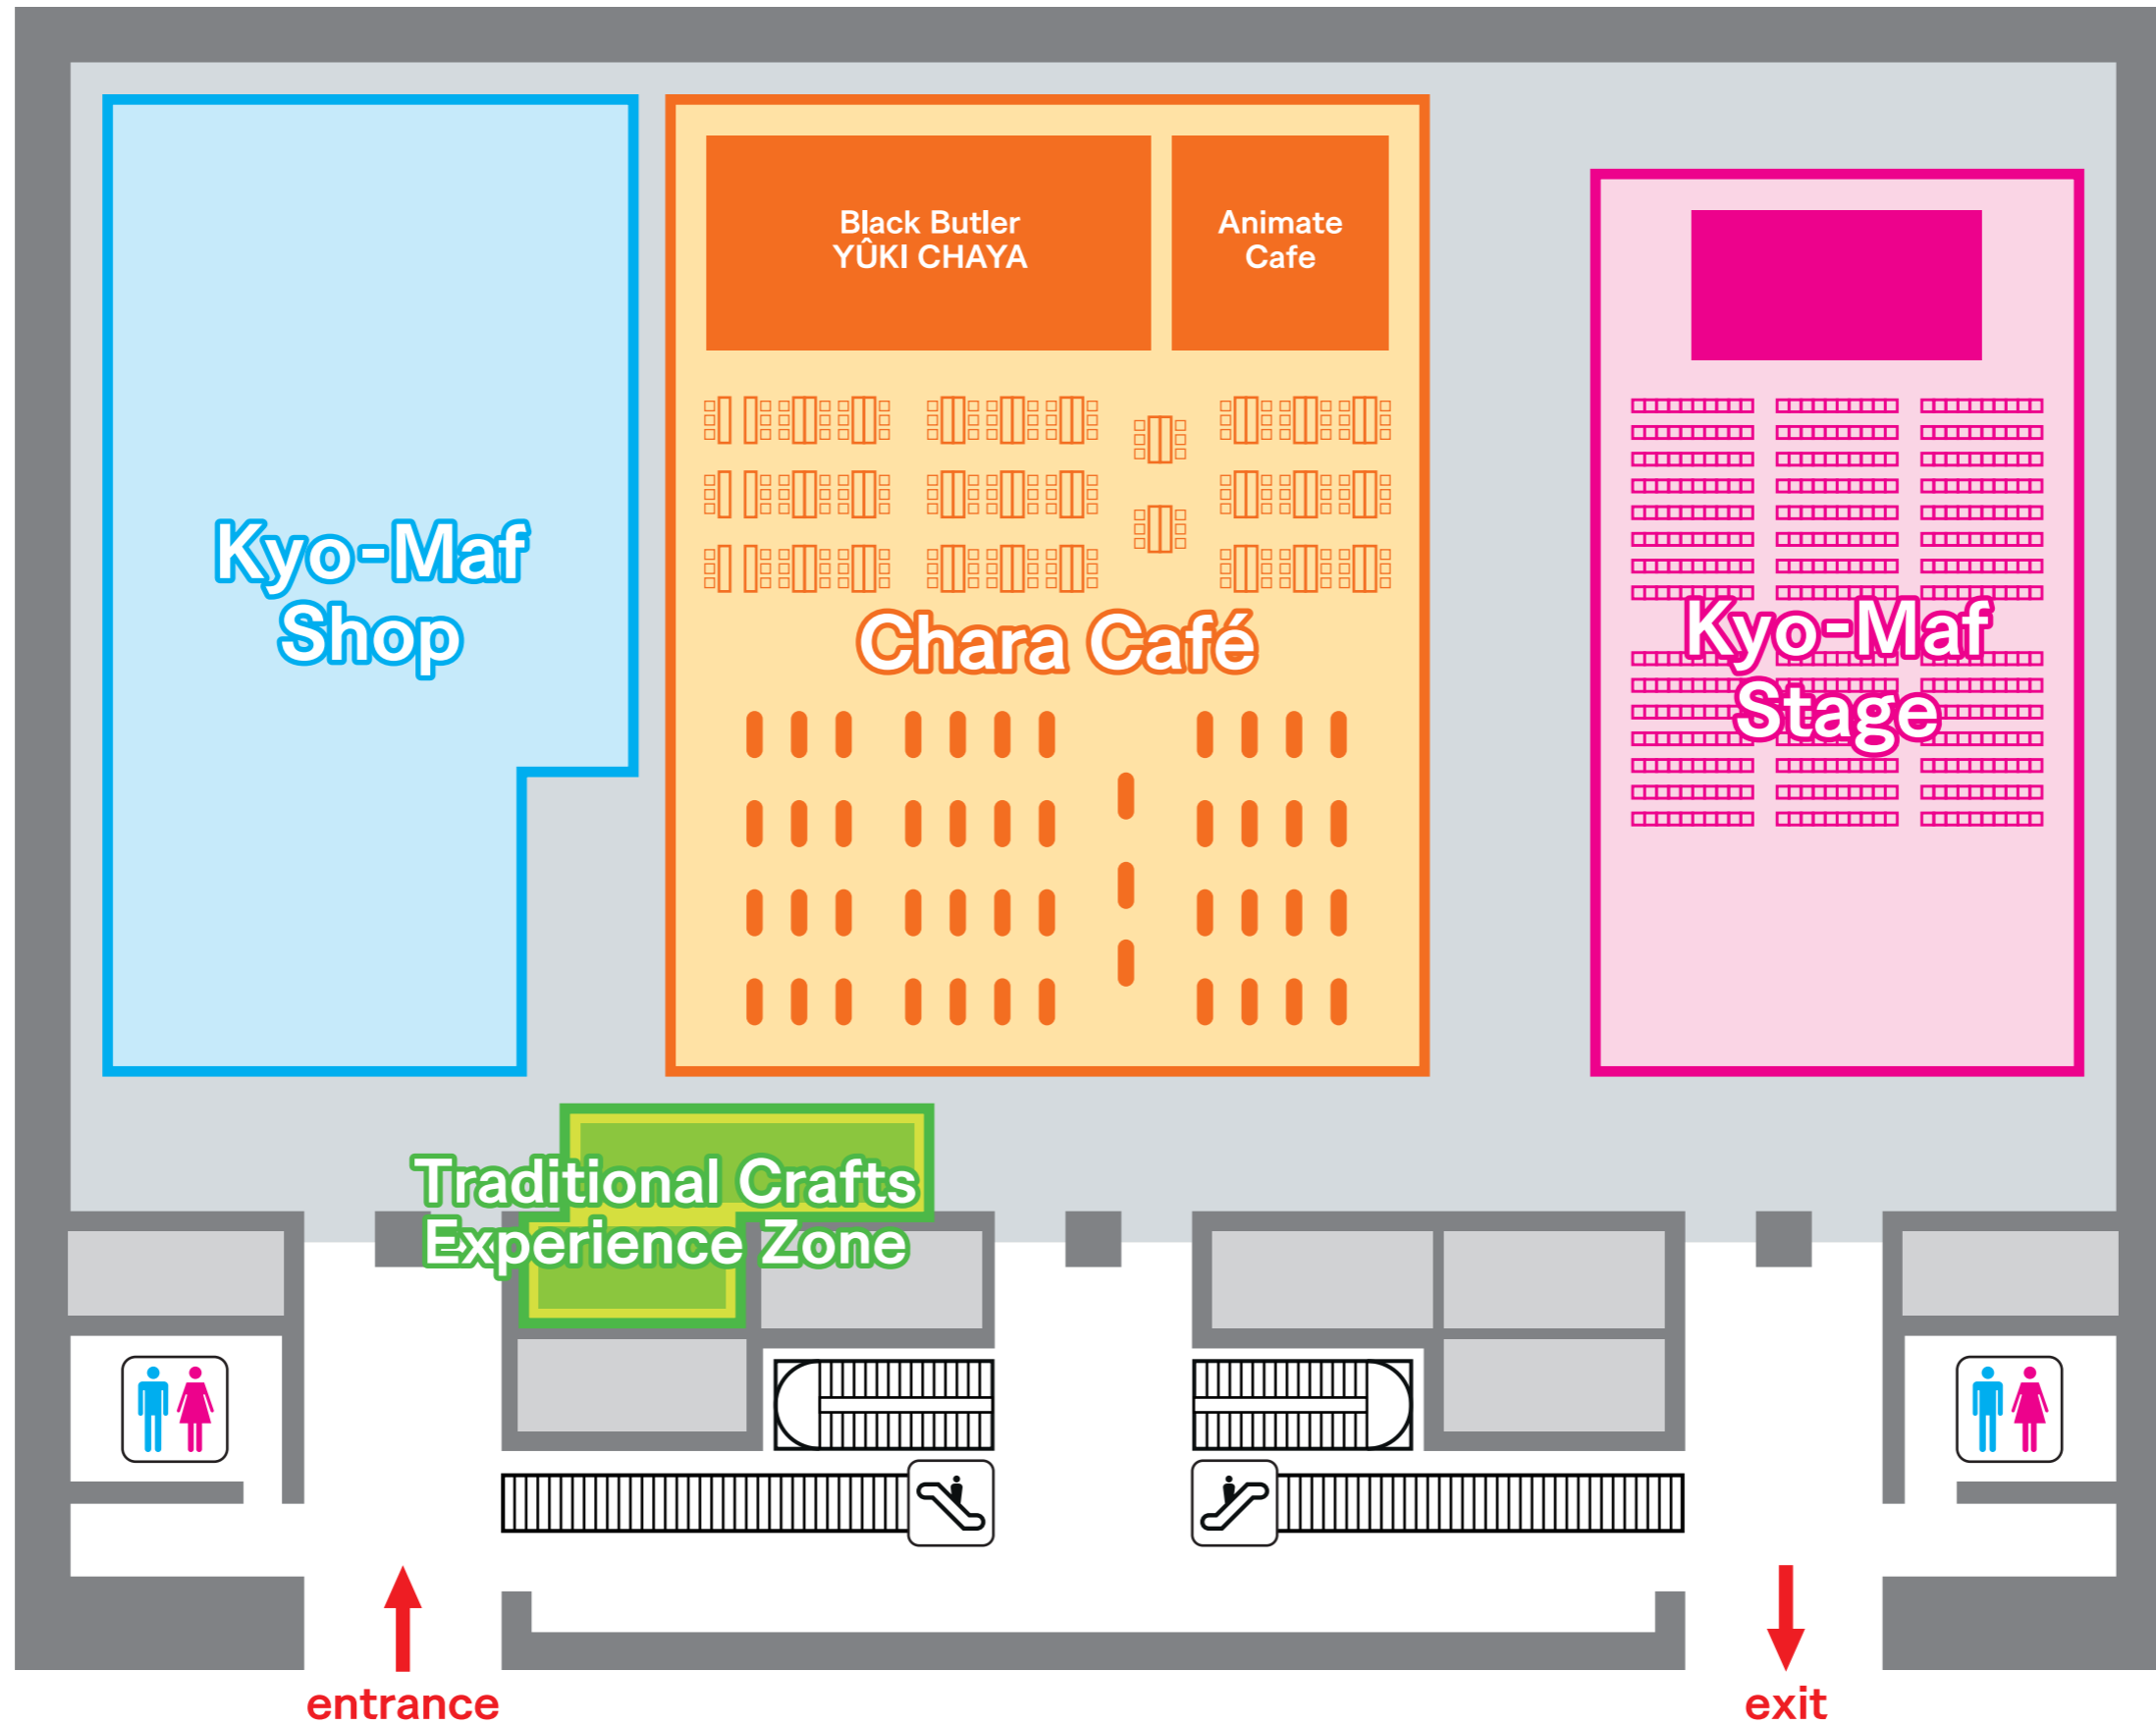 Black Butler
YÛKI CHAYA
Animate
Cafe
Kyo-Maf
Shop
Chara Café
Kyo-Maf
Stage
Traditional Crafts
Experience Zone
entrance
exit